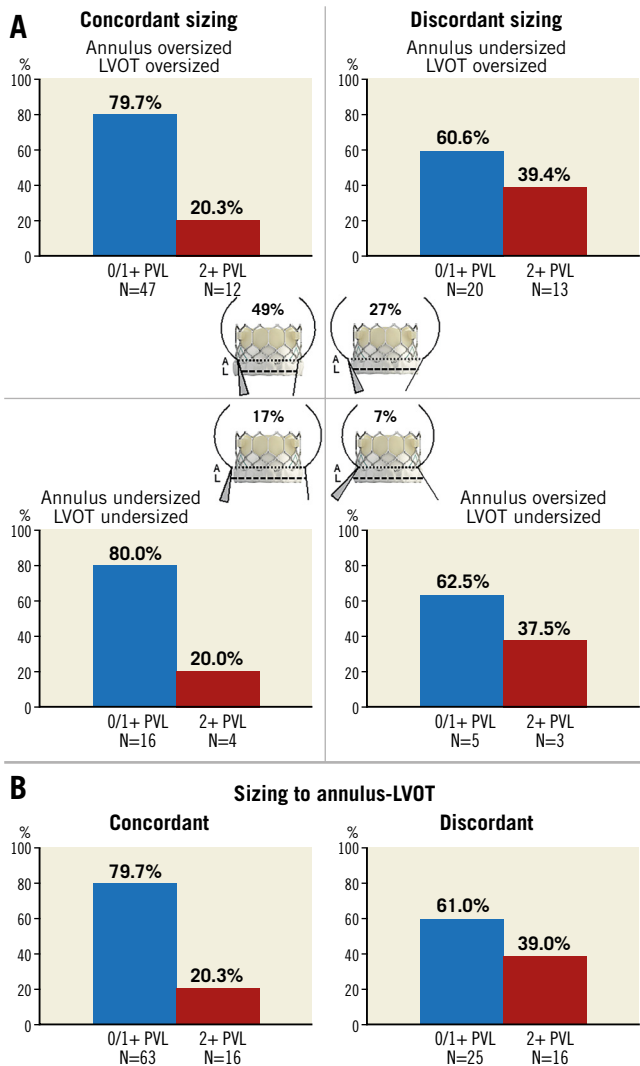 A
Concordant sizing
Annulus oversized
LVOT oversized
%
100
80
60
40
20
0
79.7%
20.3%
0/1+ PVL
N=47
2+ PVL
N=12
Discordant sizing
Annulus undersized
LVOT oversized
%
100
80
60
40
20
0
60.6%
39.4%
0/1+ PVL
N=20
2+ PVL
N=13
49%
A
L
27%
A
L
17%
A
L
7%
A
L
Annulus undersized
LVOT undersized
%
100
80
60
40
20
0
80.0%
20.0%
0/1+ PVL
N=16
2+ PVL
N=4
Annulus oversized
LVOT undersized
%
100
80
60
40
20
0
62.5%
37.5%
0/1+ PVL
N=5
2+ PVL
N=3
B
Sizing to annulus-LVOT
Concordant
%
100
80
60
40
20
0
79.7%
20.3%
0/1+ PVL
N=63
2+ PVL
N=16
Discordant
%
100
80
60
40
20
0
61.0%
39.0%
0/1+ PVL
N=25
2+ PVL
N=16